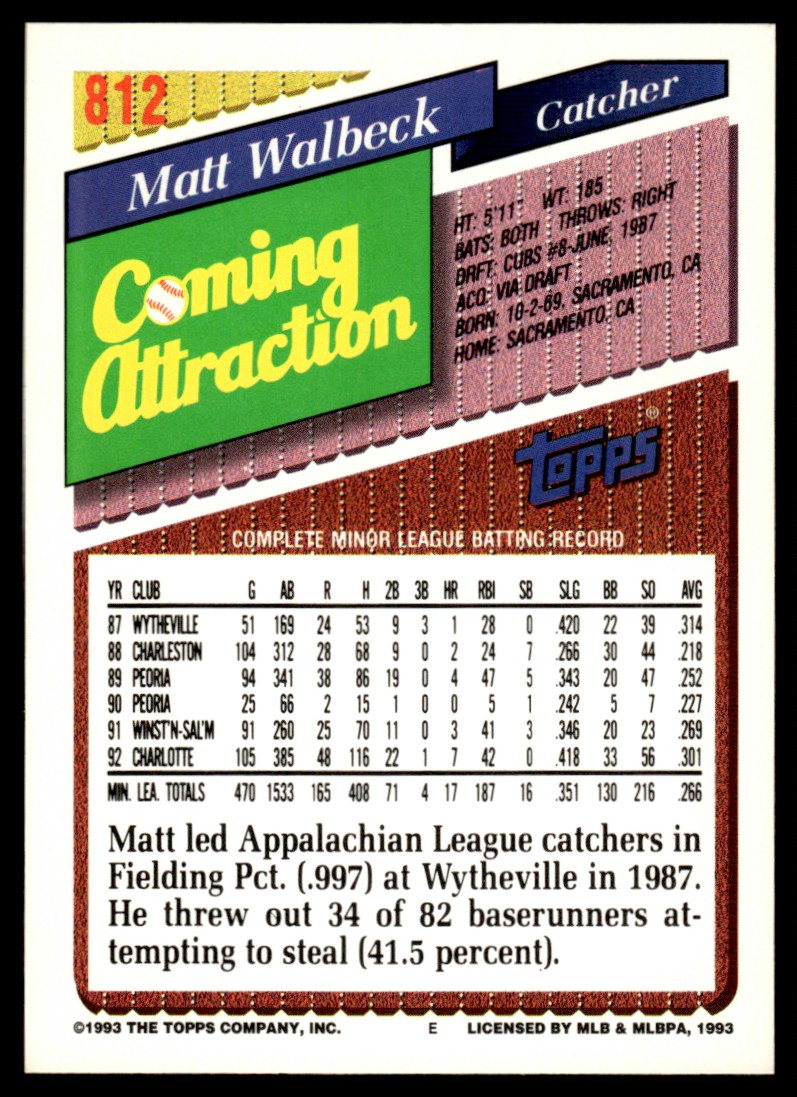 812
Matt Walbeck
Catcher
Coming
Attraction
HT: 5'11" WT: 185
BATS: BOTH THROWS: RIGHT
DRFT: CUBS #8-JUNE, 1987
ACQ: VIA DRAFT
BORN: 10-2-69, SACRAMENTO, CA
HOME: SACRAMENTO, CA
topps®
COMPLETE MINOR LEAGUE BATTING RECORD
YR CLUB G AB R H 2B 3B HR RBI SB SLG BB SO AVG
87 WYTHEVILLE 51 169 24 53 9 3 1 28 0 .420 22 39 .314
88 CHARLESTON 104 312 28 68 9 0 2 24 7 .266 30 44 .218
89 PEORIA 94 341 38 86 19 0 4 47 5 .343 20 47 .252
90 PEORIA 25 66 2 15 1 0 0 5 1 .242 5 7 .227
91 WINST'N-SAL'M 91 260 25 70 11 0 3 41 3 .346 20 23 .269
92 CHARLOTTE 105 385 48 116 22 1 7 42 0 .418 33 56 .301
MIN. LEA. TOTALS 470 1533 165 408 71 4 17 187 16 .351 130 216 .266
Matt led Appalachian League catchers in
Fielding Pct. (.997) at Wytheville in 1987.
He threw out 34 of 82 baserunners at-
tempting to steal (41.5 percent).
©1993 THE TOPPS COMPANY, INC. E LICENSED BY MLB & MLBPA, 1993